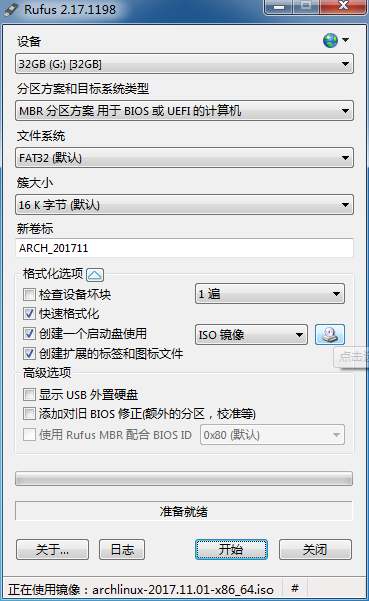 Rufus 2.17.1198
设备
32GB (G:) [32GB]
分区方案和目标系统类型
MBR 分区方案 用于 BIOS 或 UEFI 的计算机
文件系统
FAT32 (默认)
簇大小
16 K 字节 (默认)
新卷标
ARCH_201711
格式化选项
检查设备坏块 1 遍
快速格式化
创建一个启动盘使用 ISO 镜像
创建扩展的标签和图标文件
点击
高级选项
显示 USB 外置硬盘
添加对旧 BIOS 修正(额外的分区，校准等)
使用 Rufus MBR 配合 BIOS ID 0x80 (默认)
准备就绪
关于... 日志 开始 关闭
正在使用镜像：archlinux-2017.11.01-x86_64.iso #